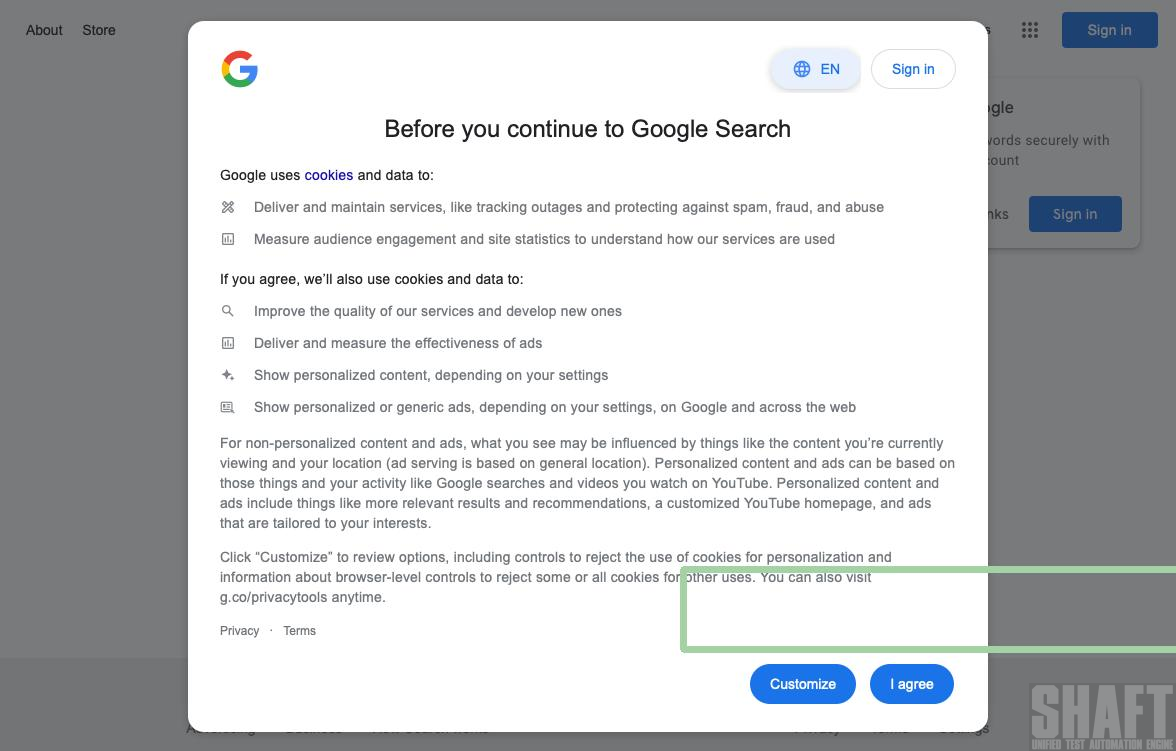 About Store
Sign in
EN
Sign in
Before you continue to Google Search
Google uses cookies and data to:
Deliver and maintain services, like tracking outages and protecting against spam, fraud, and abuse
Measure audience engagement and site statistics to understand how our services are used
If you agree, we’ll also use cookies and data to:
Improve the quality of our services and develop new ones
Deliver and measure the effectiveness of ads
Show personalized content, depending on your settings
Show personalized or generic ads, depending on your settings, on Google and across the web
For non-personalized content and ads, what you see may be influenced by things like the content you’re currently
viewing and your location (ad serving is based on general location). Personalized content and ads can be based on
those things and your activity like Google searches and videos you watch on YouTube. Personalized content and
ads include things like more relevant results and recommendations, a customized YouTube homepage, and ads
that are tailored to your interests.
Click “Customize” to review options, including controls to reject the use of cookies for personalization and
information about browser-level controls to reject some or all cookies for other uses. You can also visit
g.co/privacytools anytime.
Privacy · Terms
Customize
I agree
securely with
Sign in
SHAFT
UNIFIED TEST AUTOMATION ENGINE